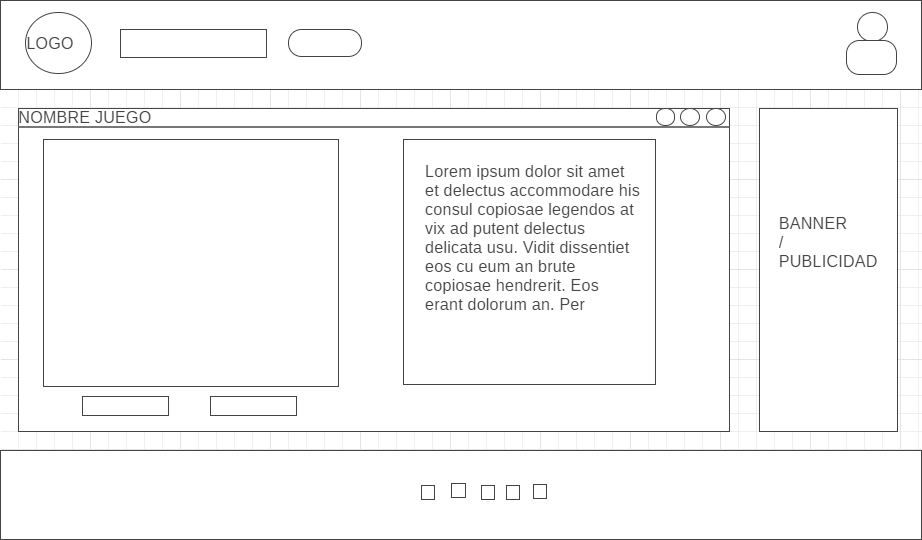 LOGO
NOMBRE JUEGO
Lorem ipsum dolor sit amet
et delectus accommodare his
consul copiosae legendos at
vix ad putent delectus
delicata usu. Vidit dissentiet
eos cu eum an brute
copiosae hendrerit. Eos
erant dolorum an. Per
BANNER
/
PUBLICIDAD